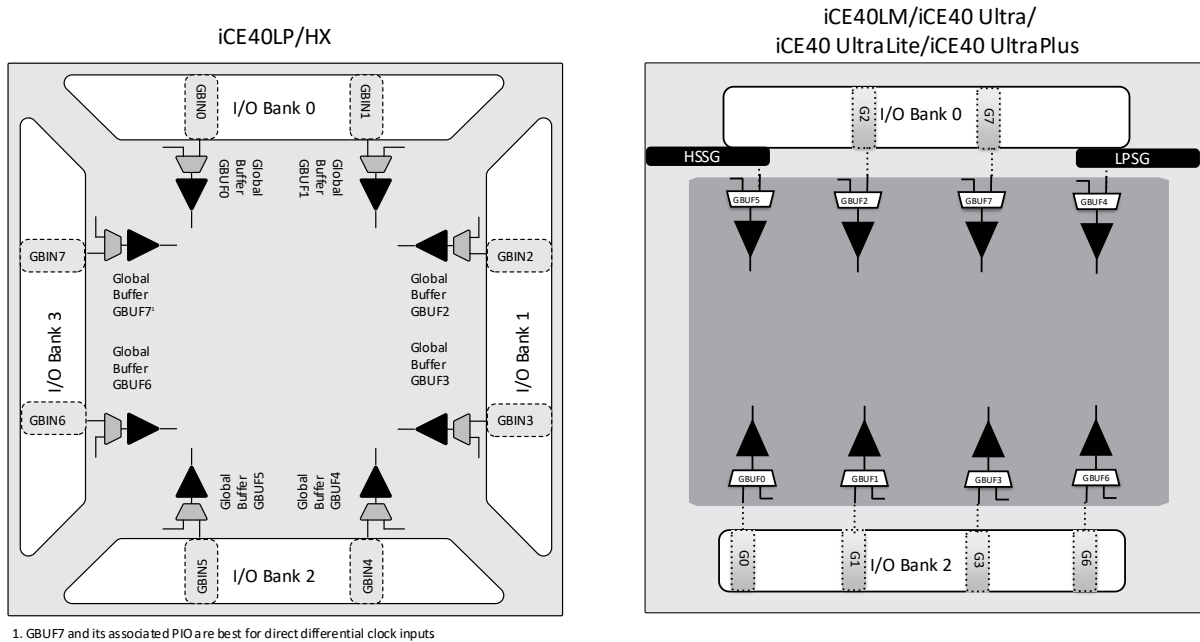 iCE40LP/HX
GBIN0
I/O Bank 0
GBIN1
Global
Buffer
GBUF0
Global
Buffer
GBUF1
GBIN7
GBIN2
Global
Buffer
GBUF7¹
Global
Buffer
GBUF2
I/O Bank 3
I/O Bank 1
Global
Buffer
GBUF6
Global
Buffer
GBUF3
GBIN6
GBIN3
Global
Buffer
GBUF5
Global
Buffer
GBUF4
GBIN5
I/O Bank 2
GBIN4
1. GBUF7 and its associated PIO are best for direct differential clock inputs
iCE40LM/iCE40 Ultra/
iCE40 UltraLite/iCE40 UltraPlus
G2
I/O Bank 0
G7
HSSG
LPSG
GBUF5
GBUF2
GBUF7
GBUF4
GBUF0
GBUF1
GBUF3
GBUF6
G0
G1
I/O Bank 2
G3
G6